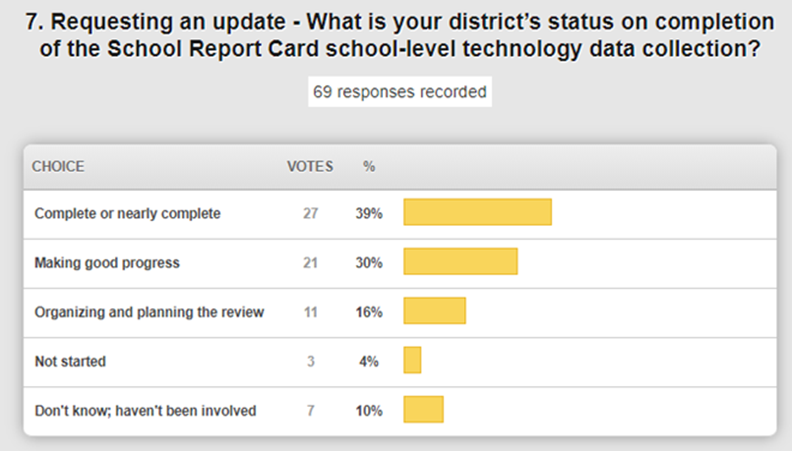 7. Requesting an update - What is your district’s status on completion
of the School Report Card school-level technology data collection?
69 responses recorded
CHOICE VOTES %
Complete or nearly complete 27 39%
Making good progress 21 30%
Organizing and planning the review 11 16%
Not started 3 4%
Don't know; haven't been involved 7 10%